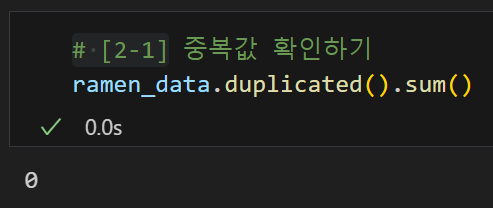 # [2-1] 중복값 확인하기
ramen_data.duplicated().sum()
0.0s
0